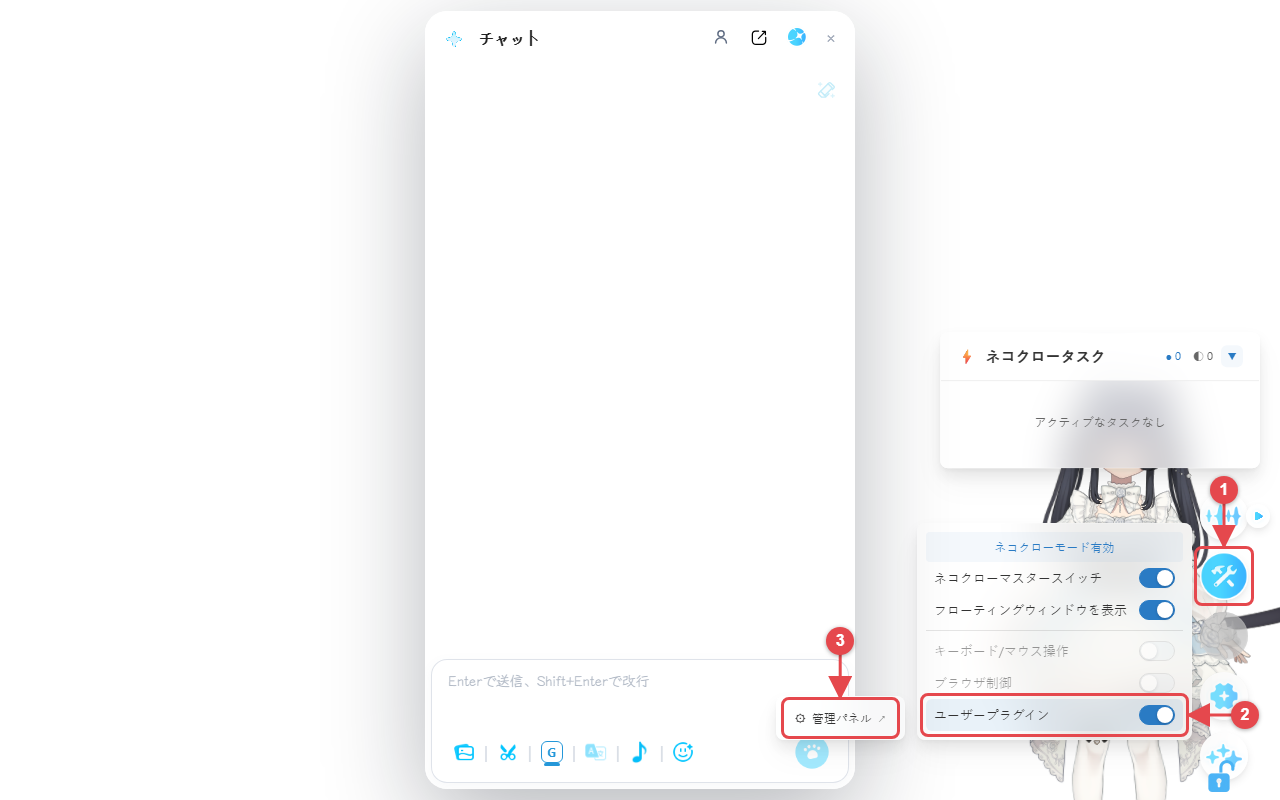 チャット
×
ネコクロータスク
0
0
アクティブなタスクなし
1
ネコクローモード有効
ネコクローマスタースイッチ
フローティングウィンドウを表示
キーボード/マウス操作
ブラウザ制御
ユーザープラグイン
2
3
Enterで送信、Shift+Enterで改行
管理パネル ↗
G
A